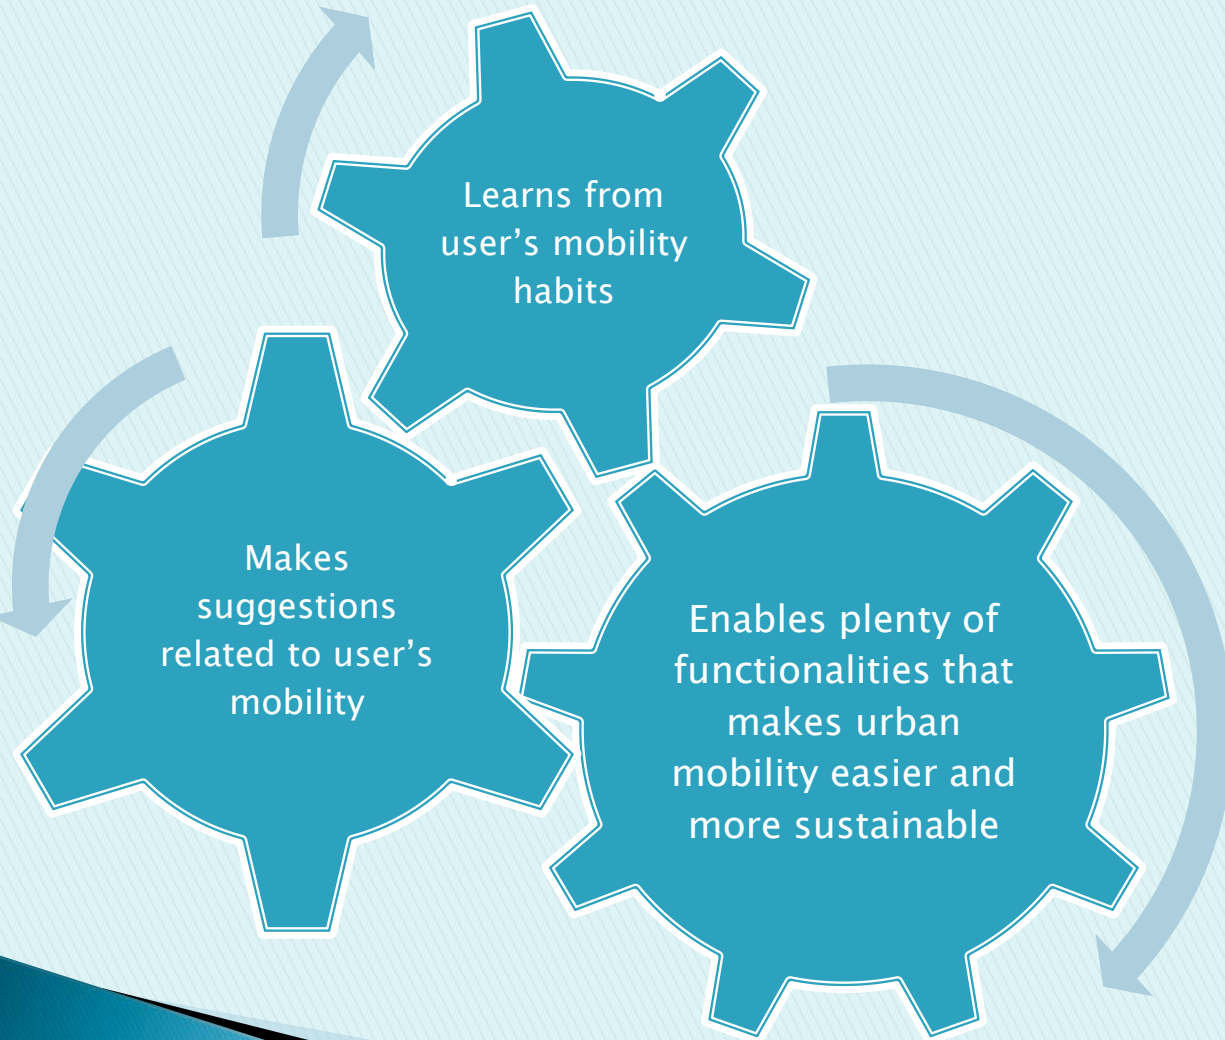 Learns from
user’s mobility
habits
Makes
suggestions
related to user’s
mobility
Enables plenty of
functionalities that
makes urban
mobility easier and
more sustainable